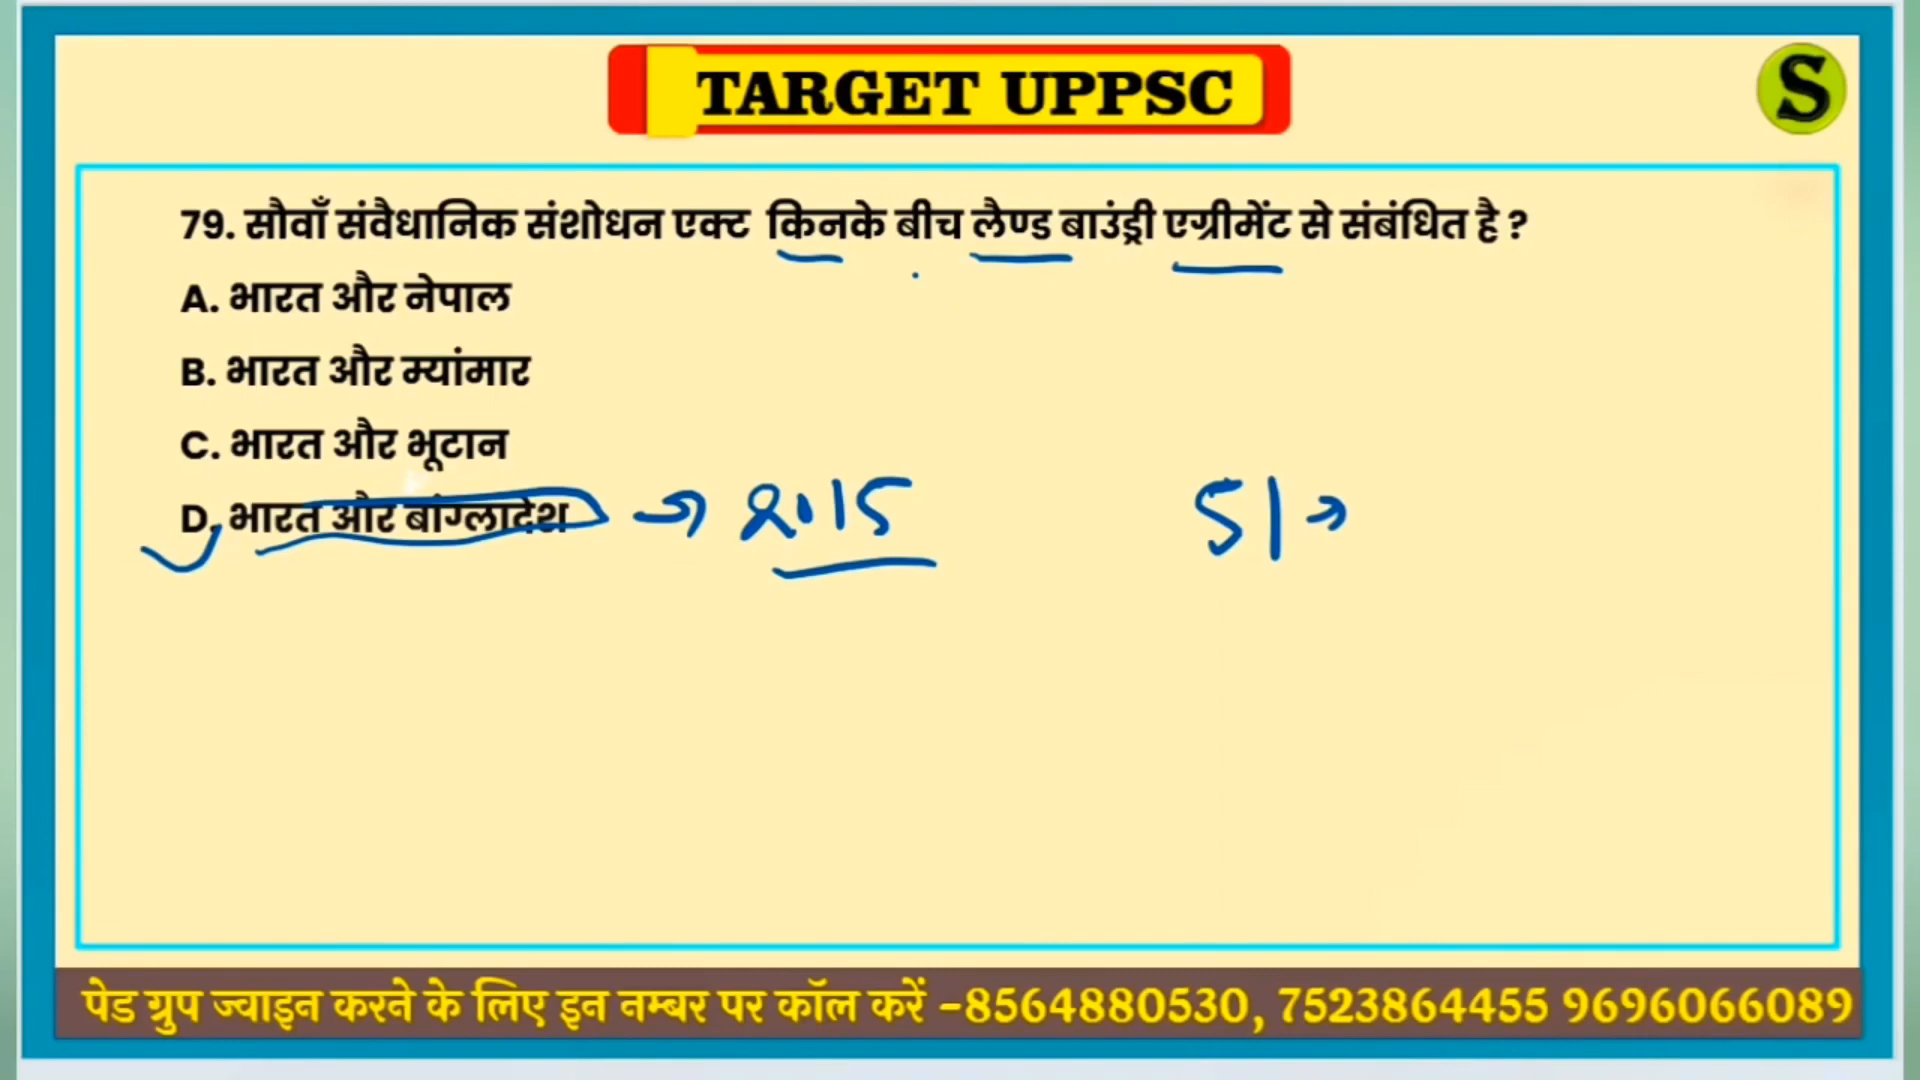 TARGET UPPSC
S
79. सौवाँ संवैधानिक संशोधन एक्ट किनके बीच लैण्ड बाउंड्री एग्रीमेंट से संबंधित है ?
A. भारत और नेपाल
B. भारत और म्यांमार
C. भारत और भूटान
D. भारत और बांग्लादेश → 2015 51 →
पेड ग्रुप ज्वाइन करने के लिए इन नम्बर पर कॉल करें -8564880530, 7523864455 9696066089